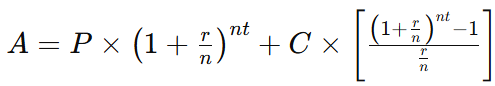 A = P × (1 + r/n)^{nt} + C × [((1 + r/n)^{nt} − 1) / (r/n)]